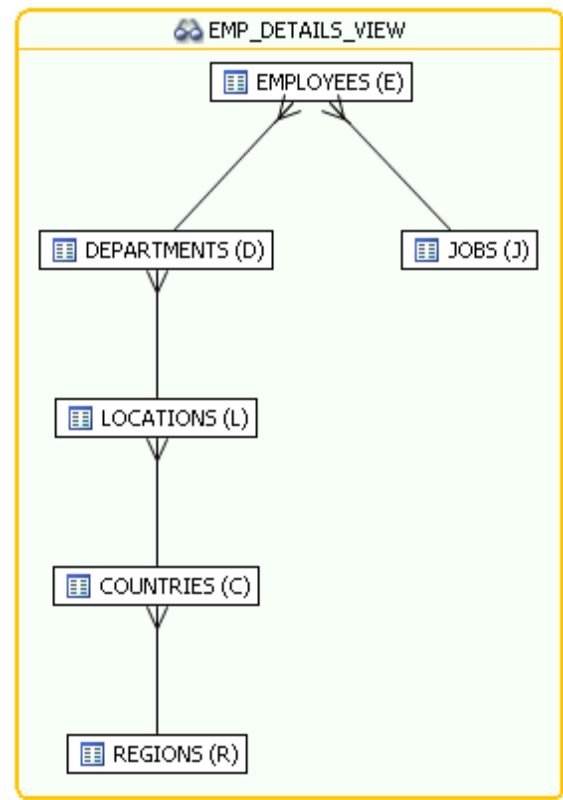 EMP_DETAILS_VIEW
EMPLOYEES (E)
DEPARTMENTS (D)
JOBS (J)
LOCATIONS (L)
COUNTRIES (C)
REGIONS (R)